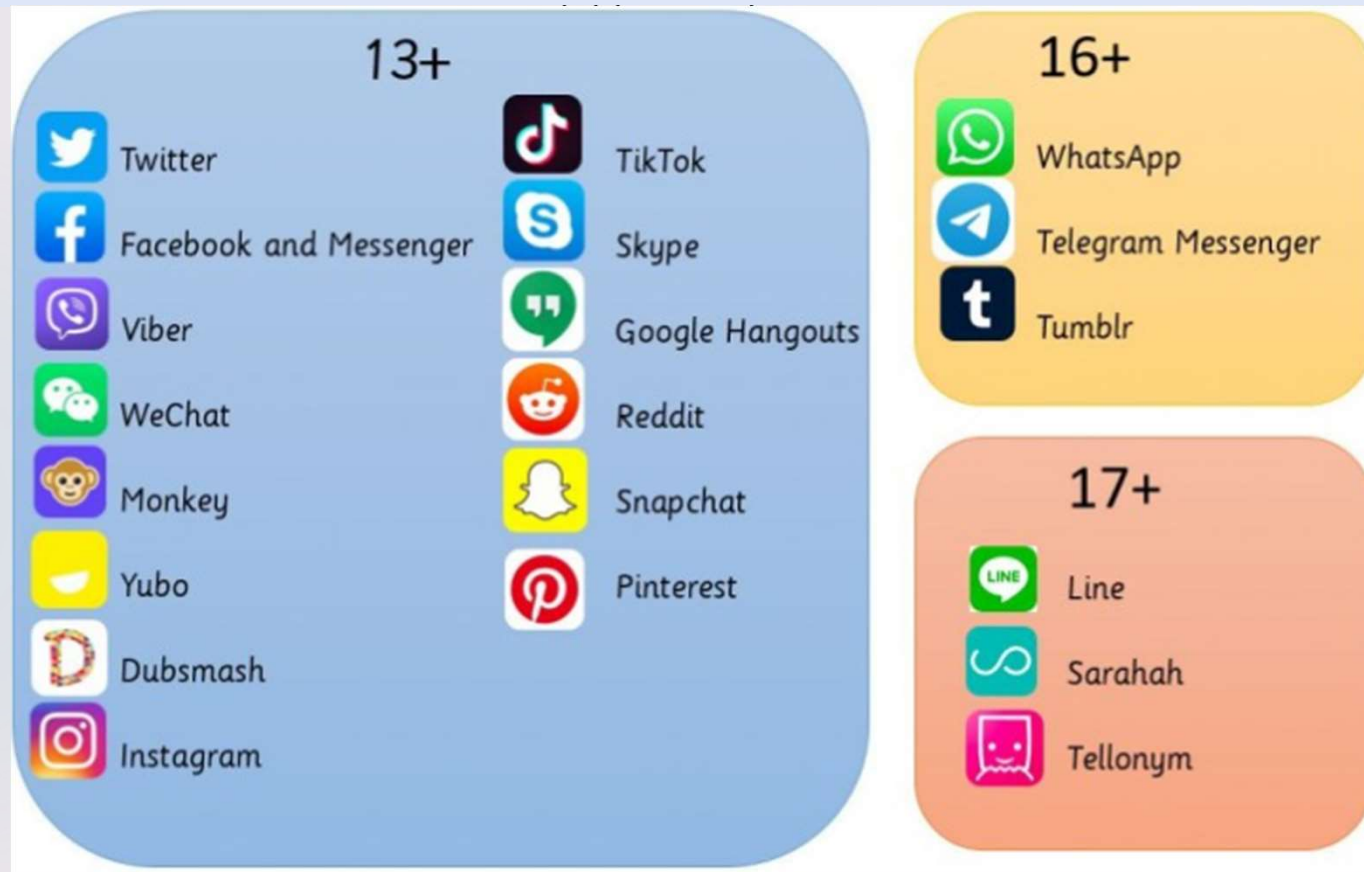 13+
Twitter
Facebook and Messenger
Viber
WeChat
Monkey
Yubo
Dubsmash
Instagram
TikTok
Skype
Google Hangouts
Reddit
Snapchat
Pinterest
16+
WhatsApp
Telegram Messenger
Tumblr
17+
LINE
Line
Sarahah
Tellonym